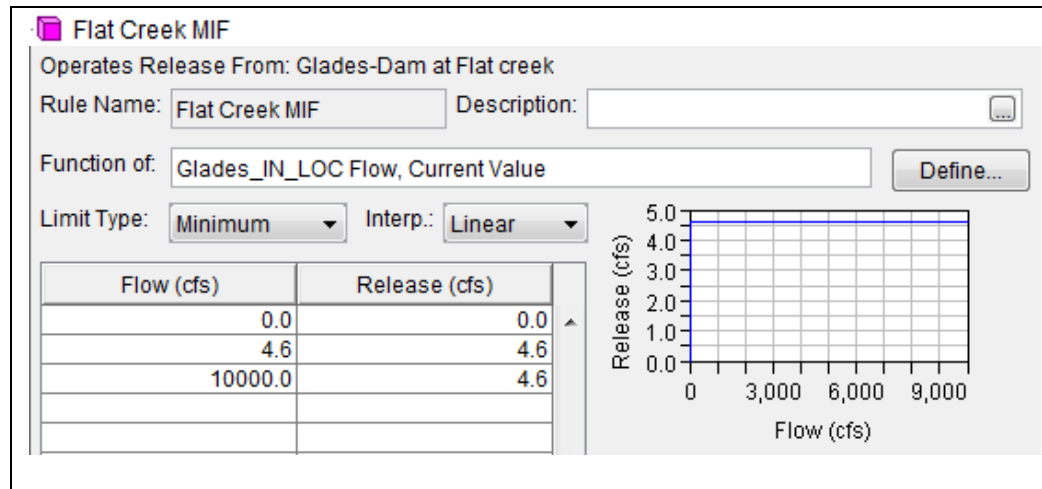 Flat Creek MIF
Operates Release From: Glades-Dam at Flat creek
Rule Name: Flat Creek MIF Description: ...
Function of: Glades_IN_LOC Flow, Current Value Define...
Limit Type: Minimum Interp.: Linear
Flow (cfs) Release (cfs)
0.0 0.0
4.6 4.6
10000.0 4.6
Release (cfs)
5.0
4.0
3.0
2.0
1.0
0.0
0 3,000 6,000 9,000
Flow (cfs)